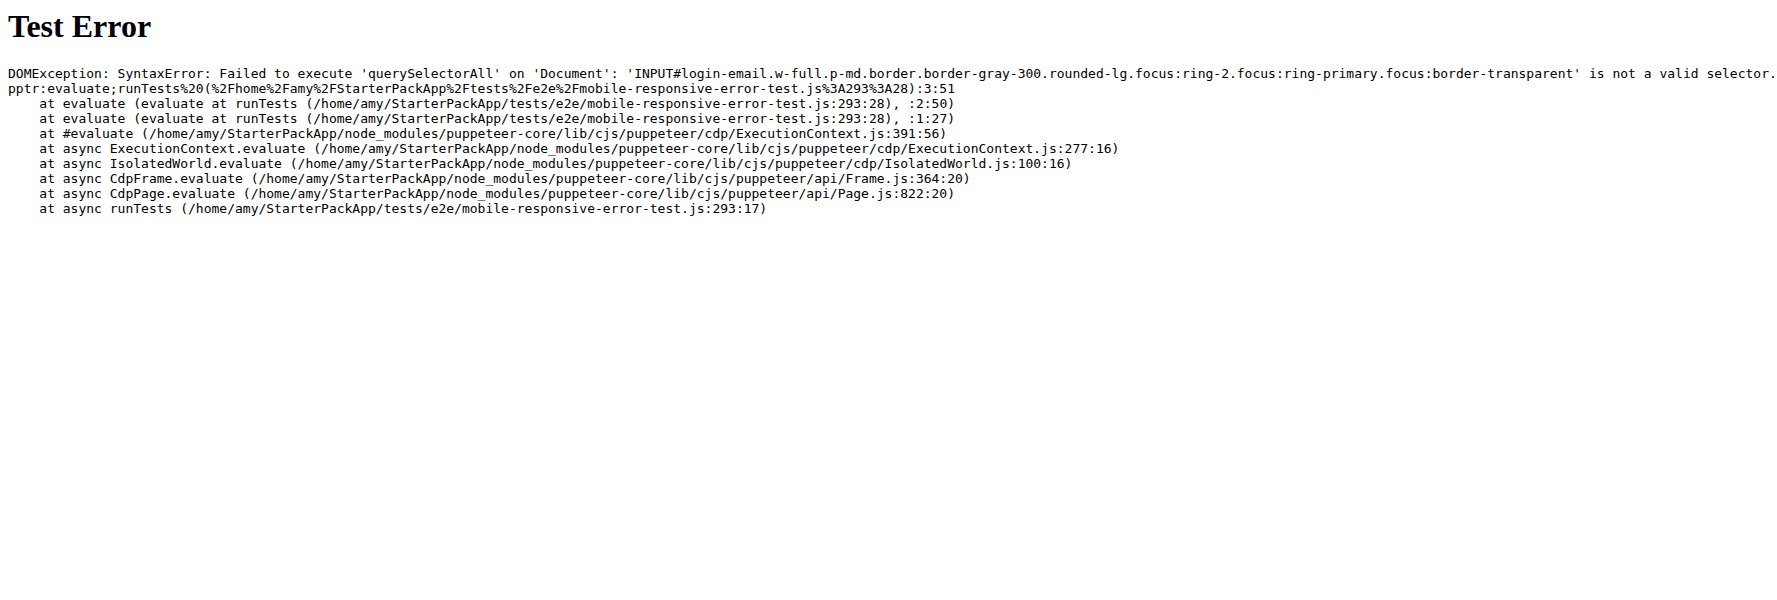 Test Error
DOMException: SyntaxError: Failed to execute 'querySelectorAll' on 'Document': 'INPUT#login-email.w-full.p-md.border.border-gray-300.rounded-lg.focus:ring-2.focus:ring-primary.focus:border-transparent' is not a valid selector.
pptr:evaluate;runTests%20(%2Fhome%2Famy%2FStarterPackApp%2Ftests%2Fe2e%2Fmobile-responsive-error-test.js%3A293%3A28):3:51
    at evaluate (evaluate at runTests (/home/amy/StarterPackApp/tests/e2e/mobile-responsive-error-test.js:293:28), :2:50)
    at evaluate (evaluate at runTests (/home/amy/StarterPackApp/tests/e2e/mobile-responsive-error-test.js:293:28), :1:27)
    at #evaluate (/home/amy/StarterPackApp/node_modules/puppeteer-core/lib/cjs/puppeteer/cdp/ExecutionContext.js:391:56)
    at async ExecutionContext.evaluate (/home/amy/StarterPackApp/node_modules/puppeteer-core/lib/cjs/puppeteer/cdp/ExecutionContext.js:277:16)
    at async IsolatedWorld.evaluate (/home/amy/StarterPackApp/node_modules/puppeteer-core/lib/cjs/puppeteer/cdp/IsolatedWorld.js:100:16)
    at async CdpFrame.evaluate (/home/amy/StarterPackApp/node_modules/puppeteer-core/lib/cjs/puppeteer/api/Frame.js:364:20)
    at async CdpPage.evaluate (/home/amy/StarterPackApp/node_modules/puppeteer-core/lib/cjs/puppeteer/api/Page.js:822:20)
    at async runTests (/home/amy/StarterPackApp/tests/e2e/mobile-responsive-error-test.js:293:17)